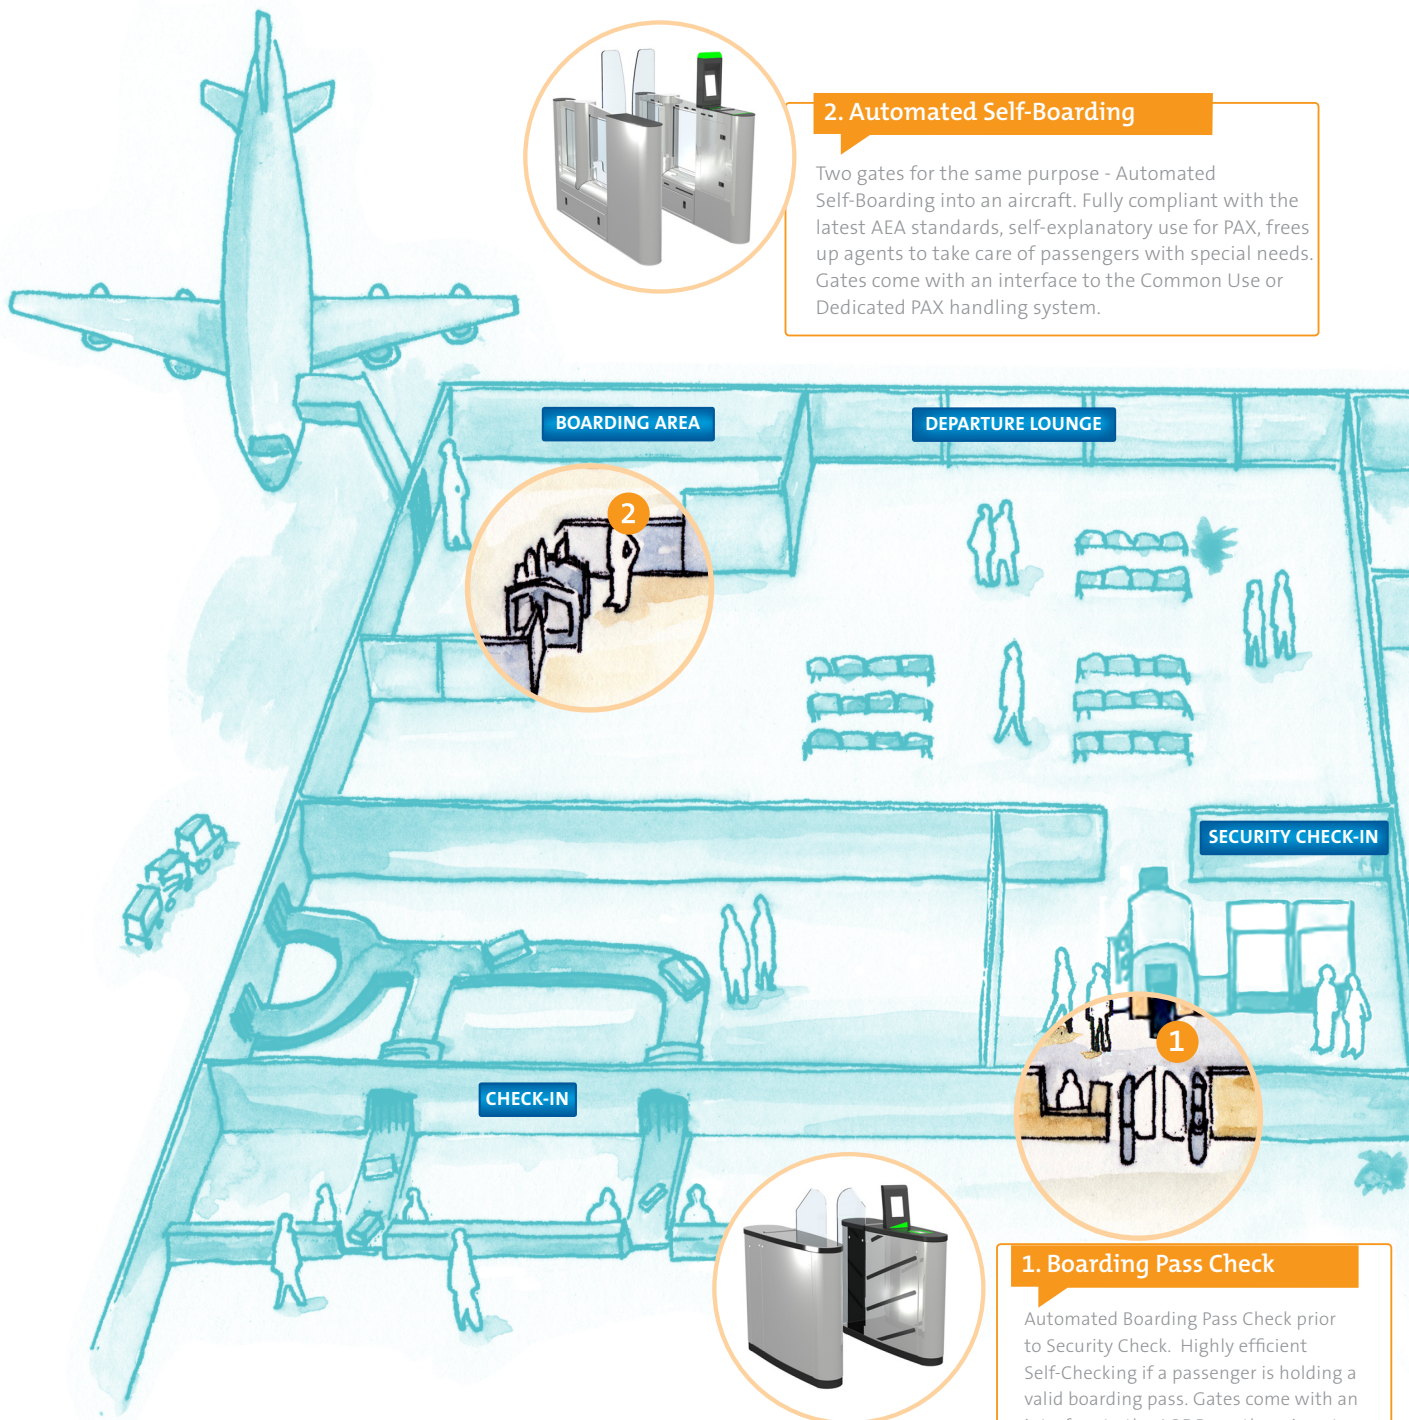 2. Automated Self-Boarding
Two gates for the same purpose - Automated
Self-Boarding into an aircraft. Fully compliant with the
latest AEA standards, self-explanatory use for PAX, frees
up agents to take care of passengers with special needs.
Gates come with an interface to the Common Use or
Dedicated PAX handling system.
BOARDING AREA
DEPARTURE LOUNGE
2
SECURITY CHECK-IN
1
CHECK-IN
1. Boarding Pass Check
Automated Boarding Pass Check prior
to Security Check. Highly efficient
Self-Checking if a passenger is holding a
valid boarding pass. Gates come with an